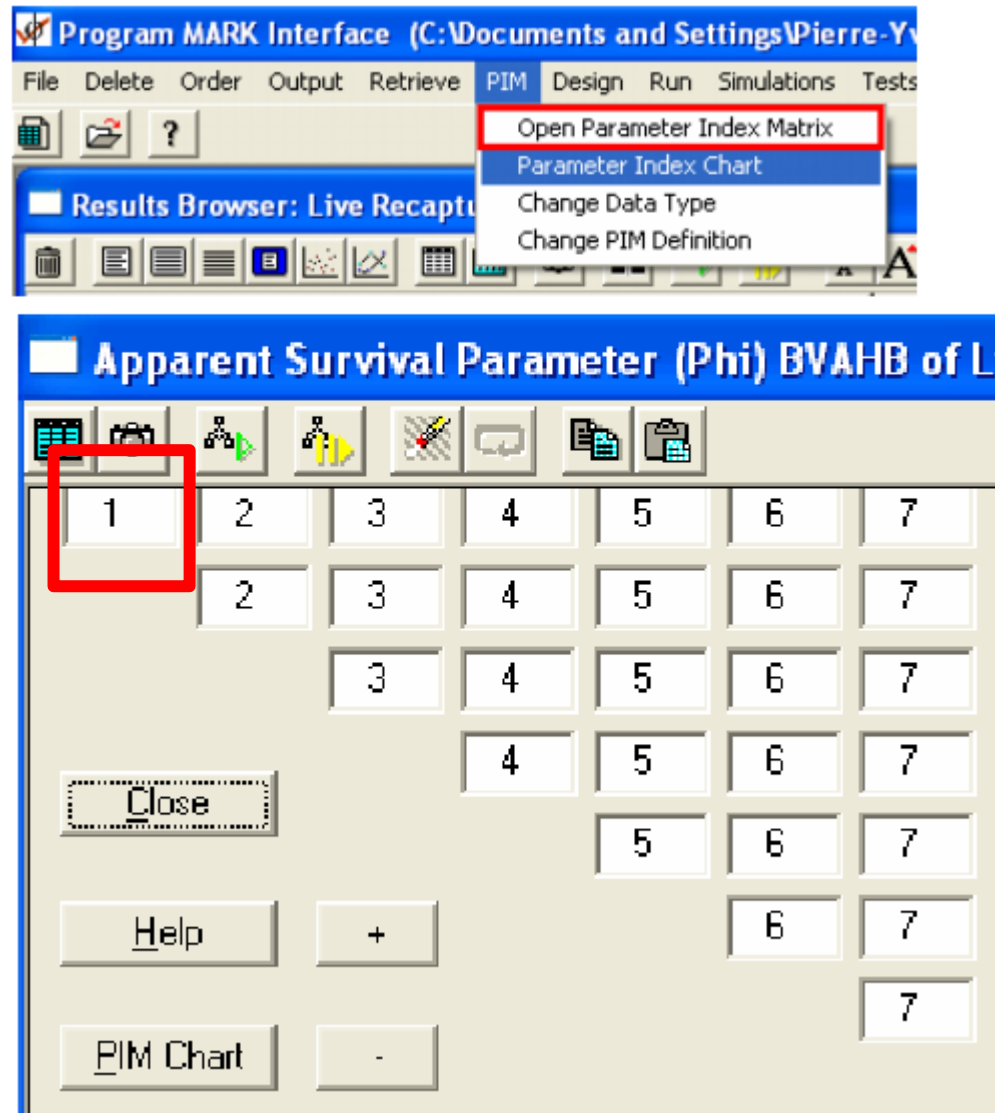 Program MARK Interface (C:\Documents and Settings\Pierre-Yv
File Delete Order Output Retrieve PIM Design Run Simulations Tests
Open Parameter Index Matrix
Parameter Index Chart
Change Data Type
Change PIM Definition
Results Browser: Live Recaptu
Apparent Survival Parameter (Phi) BVAHB of L
1 2 3 4 5 6 7
2 3 4 5 6 7
3 4 5 6 7
4 5 6 7
Close
5 6 7
Help + 6 7
7
PIM Chart -